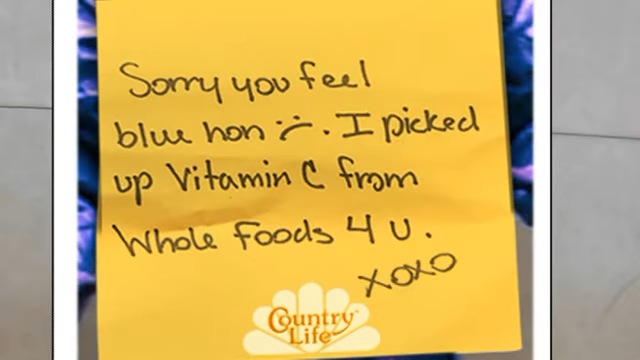 Sorry you feel
blue hon :( . I picked
up Vitamin C from
Whole Foods 4 U.
XOXO
Country
Life